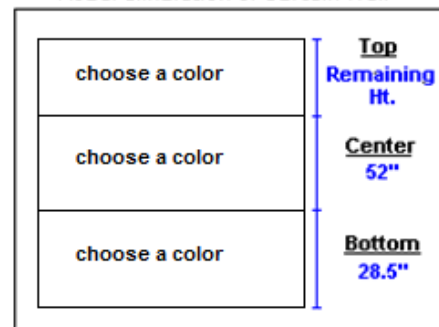 choose a color
Top
Remaining
Ht.
choose a color
Center
52"
choose a color
Bottom
28.5"